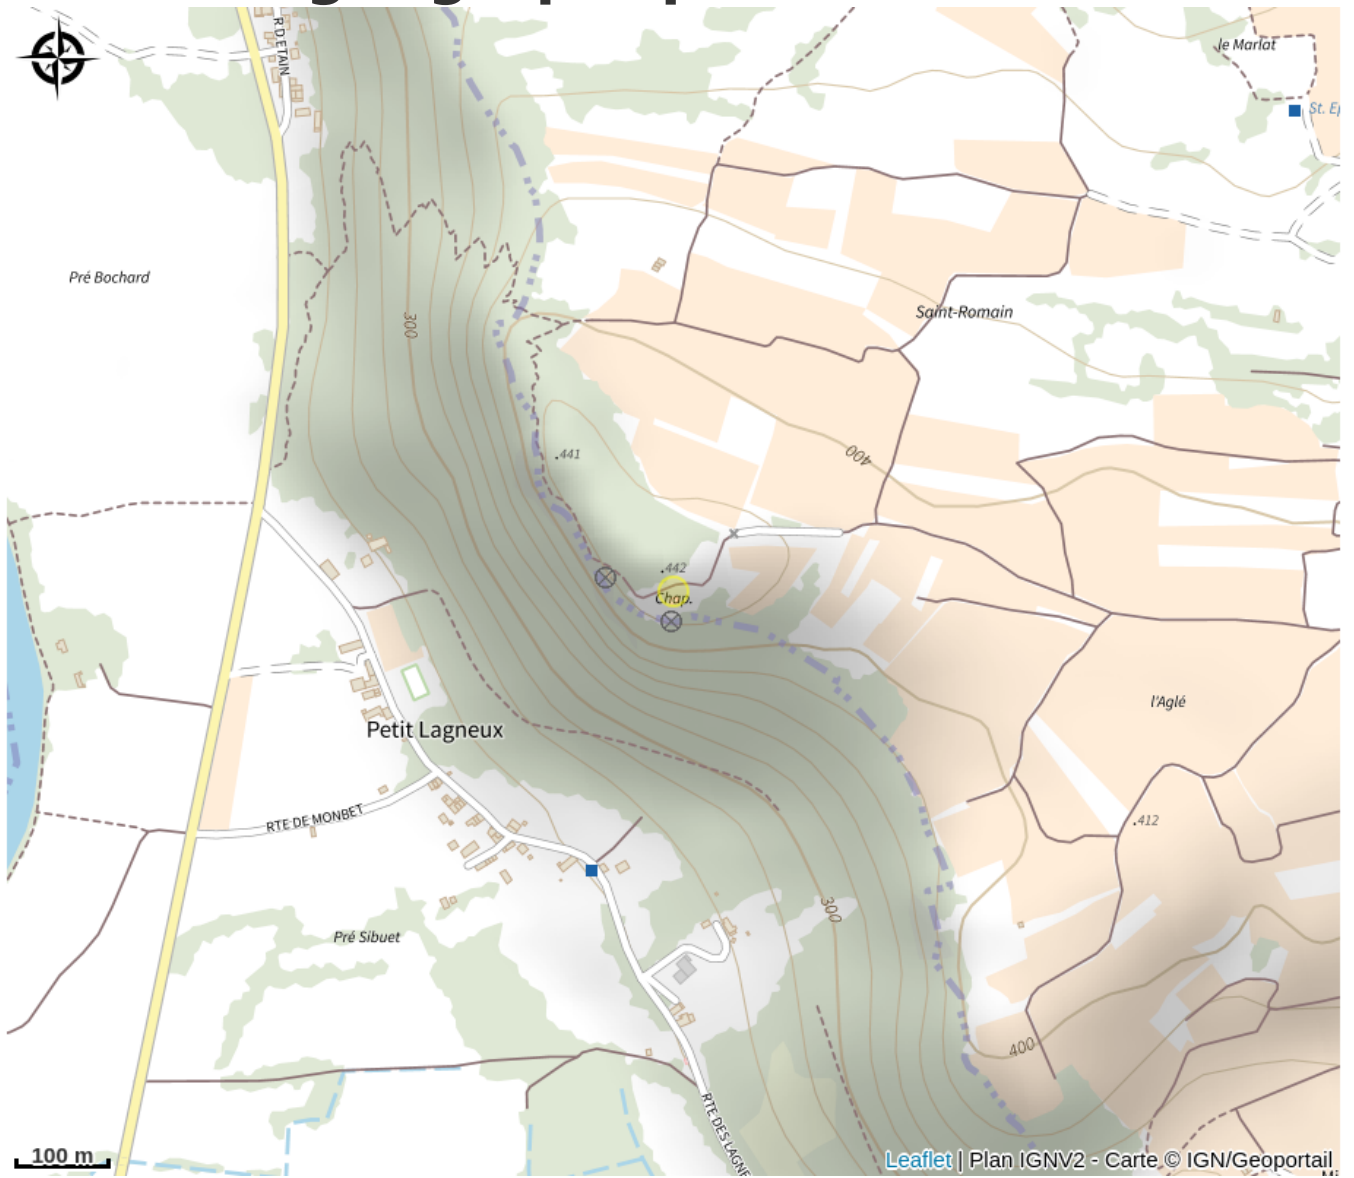 R D ETAIN
le Marlat
St. Ep
Pré Bochard
300
Saint-Romain
.441
400
.442
Chap.
l'Aglé
Petit Lagneux
RTE DE MONBET
.412
300
Pré Sibuet
400
RTE DES LAGNE
100 m
Leaflet | Plan IGNV2 - Carte © IGN/Geoportail